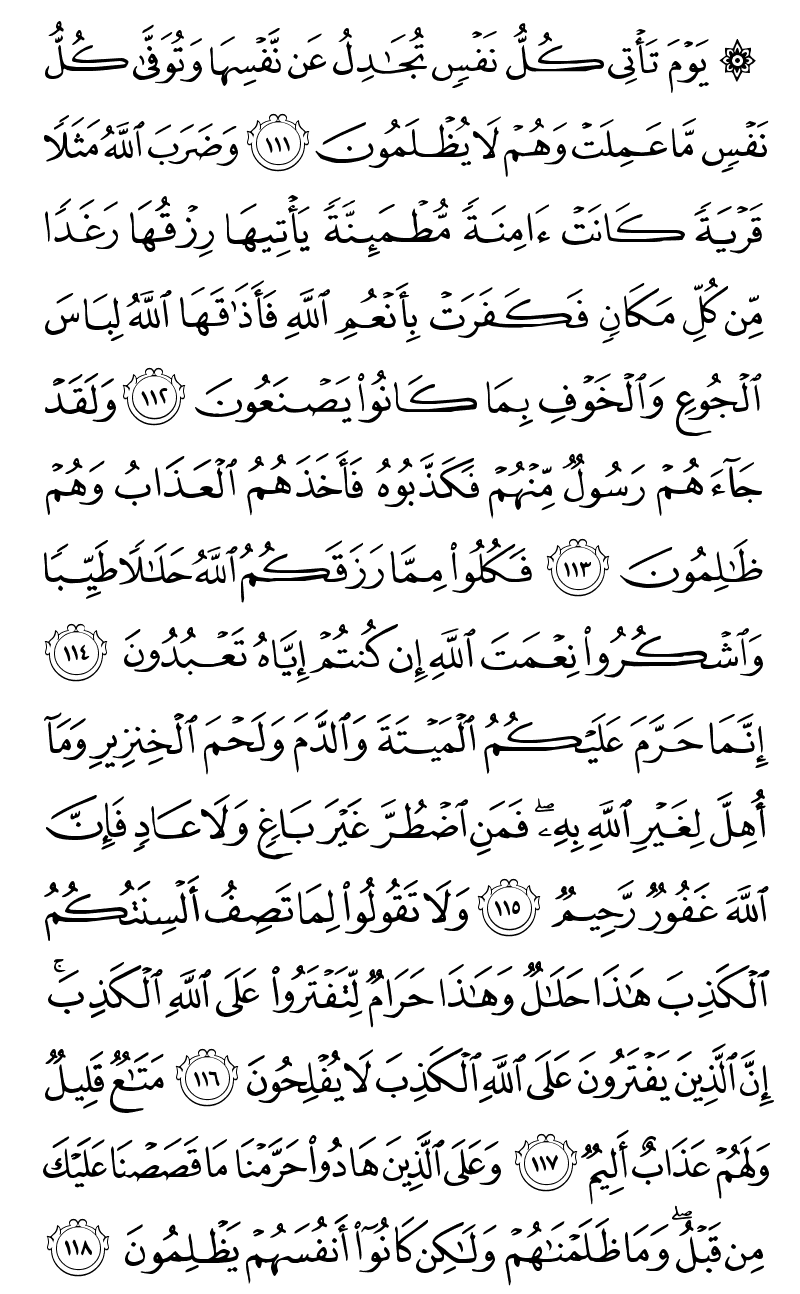 ۞ يَوۡمَ تَأۡتِي كُلُّ نَفۡسٖ تُجَٰدِلُ عَن نَّفۡسِهَا وَتُوَفَّىٰ كُلُّ
نَفۡسٖ مَّا عَمِلَتۡ وَهُمۡ لَا يُظۡلَمُونَ ١١١ وَضَرَبَ ٱللَّهُ مَثَلٗا
قَرۡيَةٗ كَانَتۡ ءَامِنَةٗ مُّطۡمَئِنَّةٗ يَأۡتِيهَا رِزۡقُهَا رَغَدٗا
مِّن كُلِّ مَكَانٖ فَكَفَرَتۡ بِأَنۡعُمِ ٱللَّهِ فَأَذَٰقَهَا ٱللَّهُ لِبَاسَ
ٱلۡجُوعِ وَٱلۡخَوۡفِ بِمَا كَانُواْ يَصۡنَعُونَ ١١٢ وَلَقَدۡ
جَآءَهُمۡ رَسُولٞ مِّنۡهُمۡ فَكَذَّبُوهُ فَأَخَذَهُمُ ٱلۡعَذَابُ وَهُمۡ
ظَٰلِمُونَ ١١٣ فَكُلُواْ مِمَّا رَزَقَكُمُ ٱللَّهُ حَلَٰلٗا طَيِّبٗا
وَٱشۡكُرُواْ نِعۡمَتَ ٱللَّهِ إِن كُنتُمۡ إِيَّاهُ تَعۡبُدُونَ ١١٤
إِنَّمَا حَرَّمَ عَلَيۡكُمُ ٱلۡمَيۡتَةَ وَٱلدَّمَ وَلَحۡمَ ٱلۡخِنزِيرِ وَمَآ
أُهِلَّ لِغَيۡرِ ٱللَّهِ بِهِۦۖ فَمَنِ ٱضۡطُرَّ غَيۡرَ بَاغٖ وَلَا عَادٖ فَإِنَّ
ٱللَّهَ غَفُورٞ رَّحِيمٞ ١١٥ وَلَا تَقُولُواْ لِمَا تَصِفُ أَلۡسِنَتُكُمُ
ٱلۡكَذِبَ هَٰذَا حَلَٰلٞ وَهَٰذَا حَرَامٞ لِّتَفۡتَرُواْ عَلَى ٱللَّهِ ٱلۡكَذِبَۚ
إِنَّ ٱلَّذِينَ يَفۡتَرُونَ عَلَى ٱللَّهِ ٱلۡكَذِبَ لَا يُفۡلِحُونَ ١١٦ مَتَٰعٞ قَلِيلٞ
وَلَهُمۡ عَذَابٌ أَلِيمٞ ١١٧ وَعَلَى ٱلَّذِينَ هَادُواْ حَرَّمۡنَا مَا قَصَصۡنَا عَلَيۡكَ
مِن قَبۡلُۖ وَمَا ظَلَمۡنَٰهُمۡ وَلَٰكِن كَانُوٓاْ أَنفُسَهُمۡ يَظۡلِمُونَ ١١٨